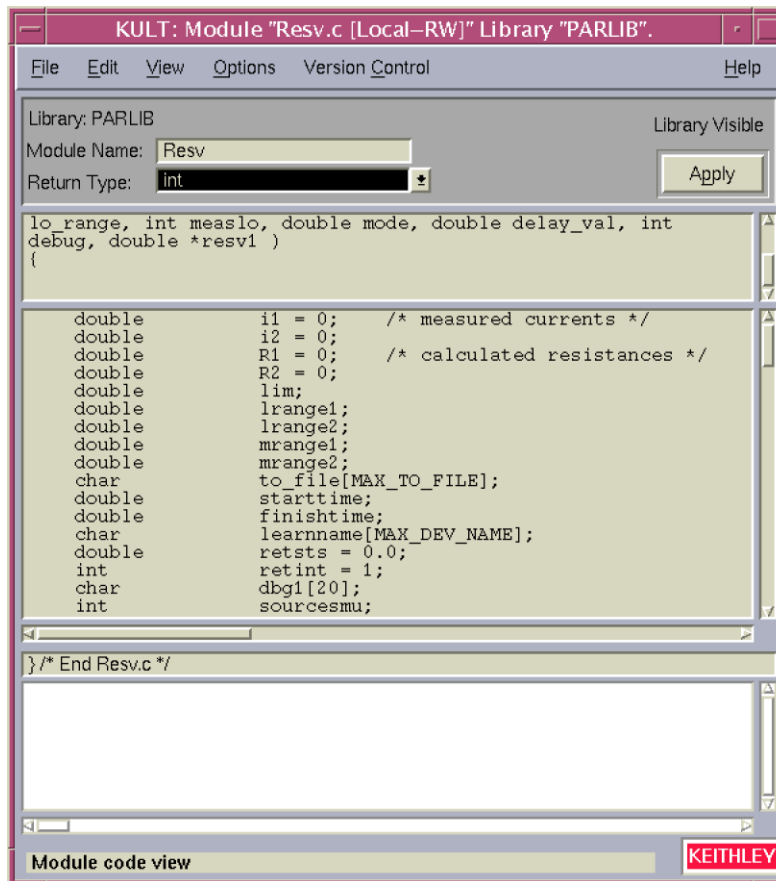 KULT: Module "Resv.c [Local–RW]" Library "PARLIB".
File Edit View Options Version Control Help
Library: PARLIB
Library Visible
Module Name: Resv
Return Type: int
Apply
lo_range, int measlo, double mode, double delay_val, int
debug, double *resv1 )
{
double i1 = 0; /* measured currents */
double i2 = 0;
double R1 = 0; /* calculated resistances */
double R2 = 0;
double lim;
double lrange1;
double lrange2;
double mrange1;
double mrange2;
char to_file[MAX_TO_FILE];
double starttime;
double finishtime;
char learnname[MAX_DEV_NAME];
double retsts = 0.0;
int retint = 1;
char dbg1[20];
int sourcesmu;
} /* End Resv.c */
Module code view
KEITHLEY